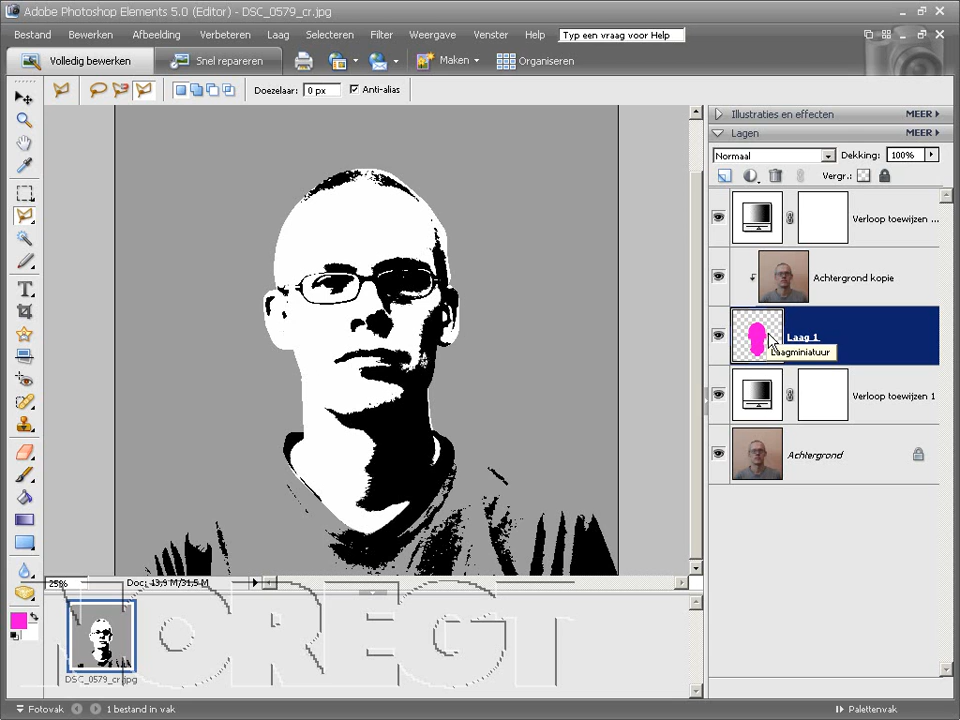 Adobe Photoshop Elements 5.0 (Editor) - DSC_0579_cr.jpg
Bestand Bewerken Afbeelding Verbeteren Laag Selecteren Filter Weergave Venster Help Typ een vraag voor Help
Volledig bewerken Snel repareren Maken Organiseren
Doezelaar: 0 px Anti-alias
Illustraties en effecten MEER
Lagen MEER
Normaal Dekking: 100%
Vergr.:
Verloop toewijzen ...
Achtergrond kopie
Laag 1
Laagminiatuur
Verloop toewijzen 1
Achtergrond
25% Doc: 13,9 M/31,5 M
DSC_0579_cr.jpg
Fotovak 1 bestand in vak Palettenvak